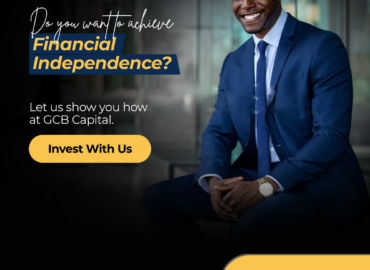 Do you want to achieve
Financial
Independence?
Let us show you how
at GCB Capital.
Invest With Us